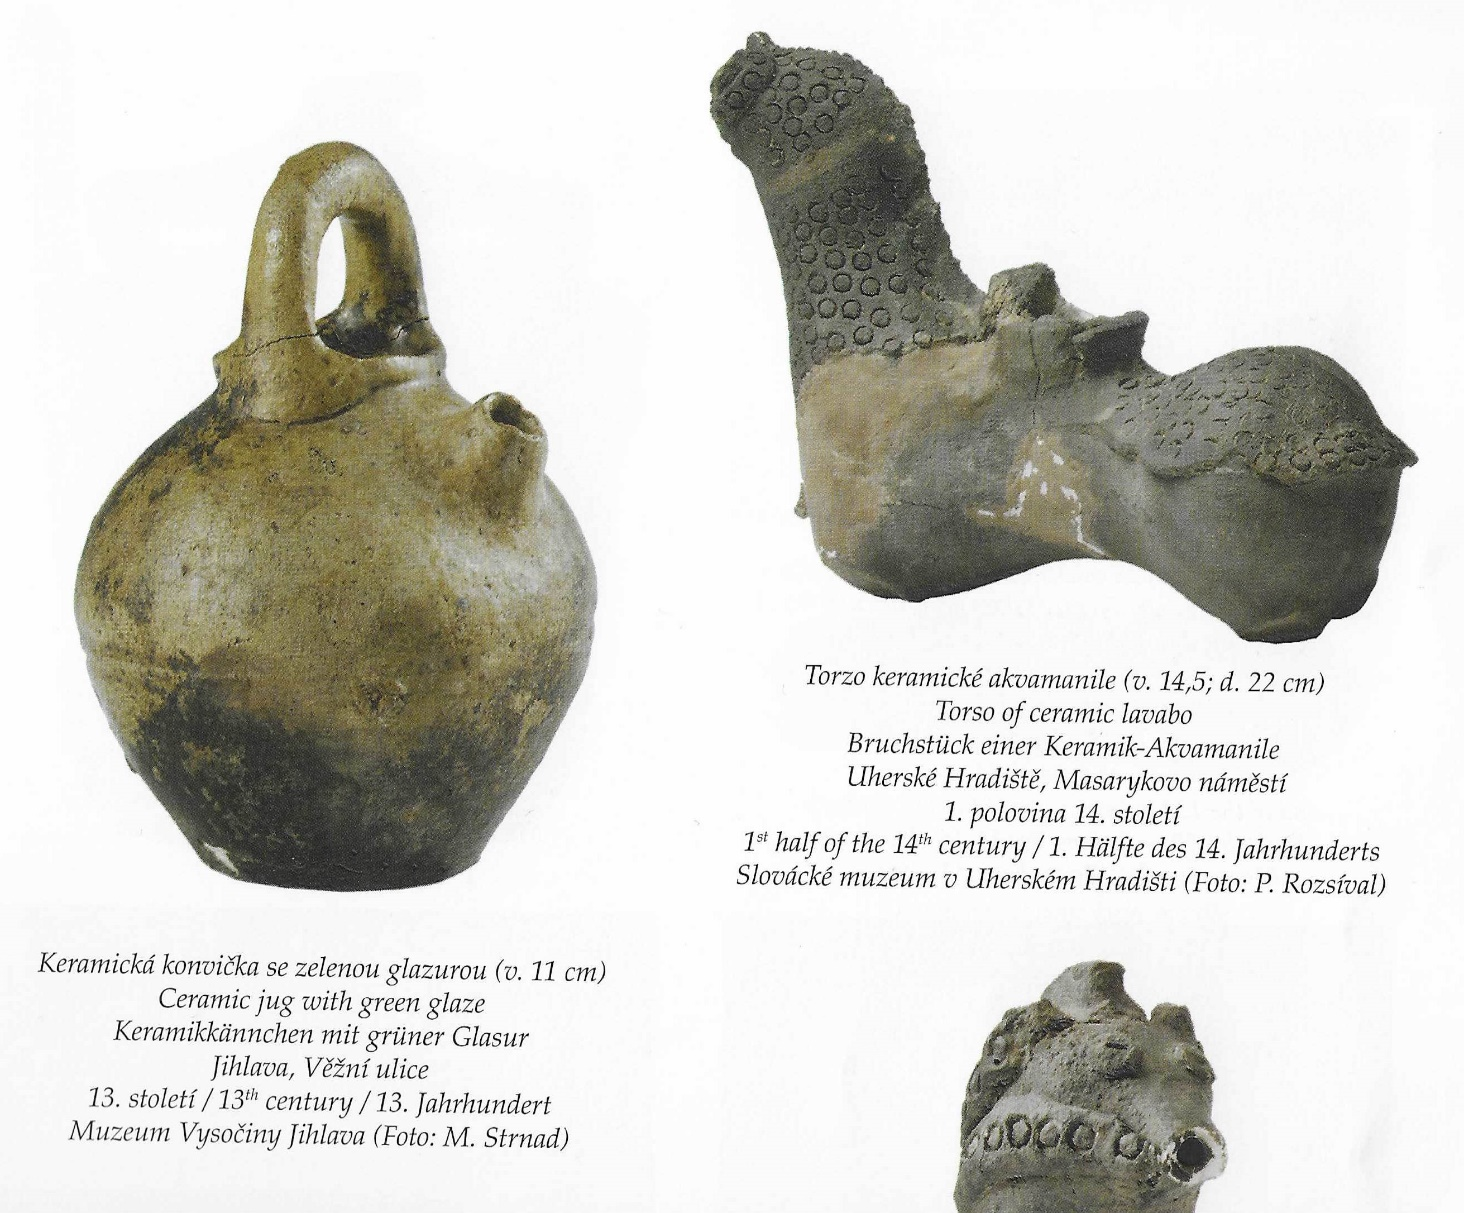 Torzo keramické akvamanile (v. 14,5; d. 22 cm)
Torso of ceramic lavabo
Bruchstück einer Keramik-Akvamanile
Uherské Hradiště, Masarykovo náměstí
1. polovina 14. století
1st half of the 14th century / 1. Hälfte des 14. Jahrhunderts
Slovácké muzeum v Uherském Hradišti (Foto: P. Rozsíval)
Keramická konvička se zelenou glazurou (v. 11 cm)
Ceramic jug with green glaze
Keramikkännchen mit grüner Glasur
Jihlava, Věžní ulice
13. století / 13th century / 13. Jahrhundert
Muzeum Vysočiny Jihlava (Foto: M. Strnad)